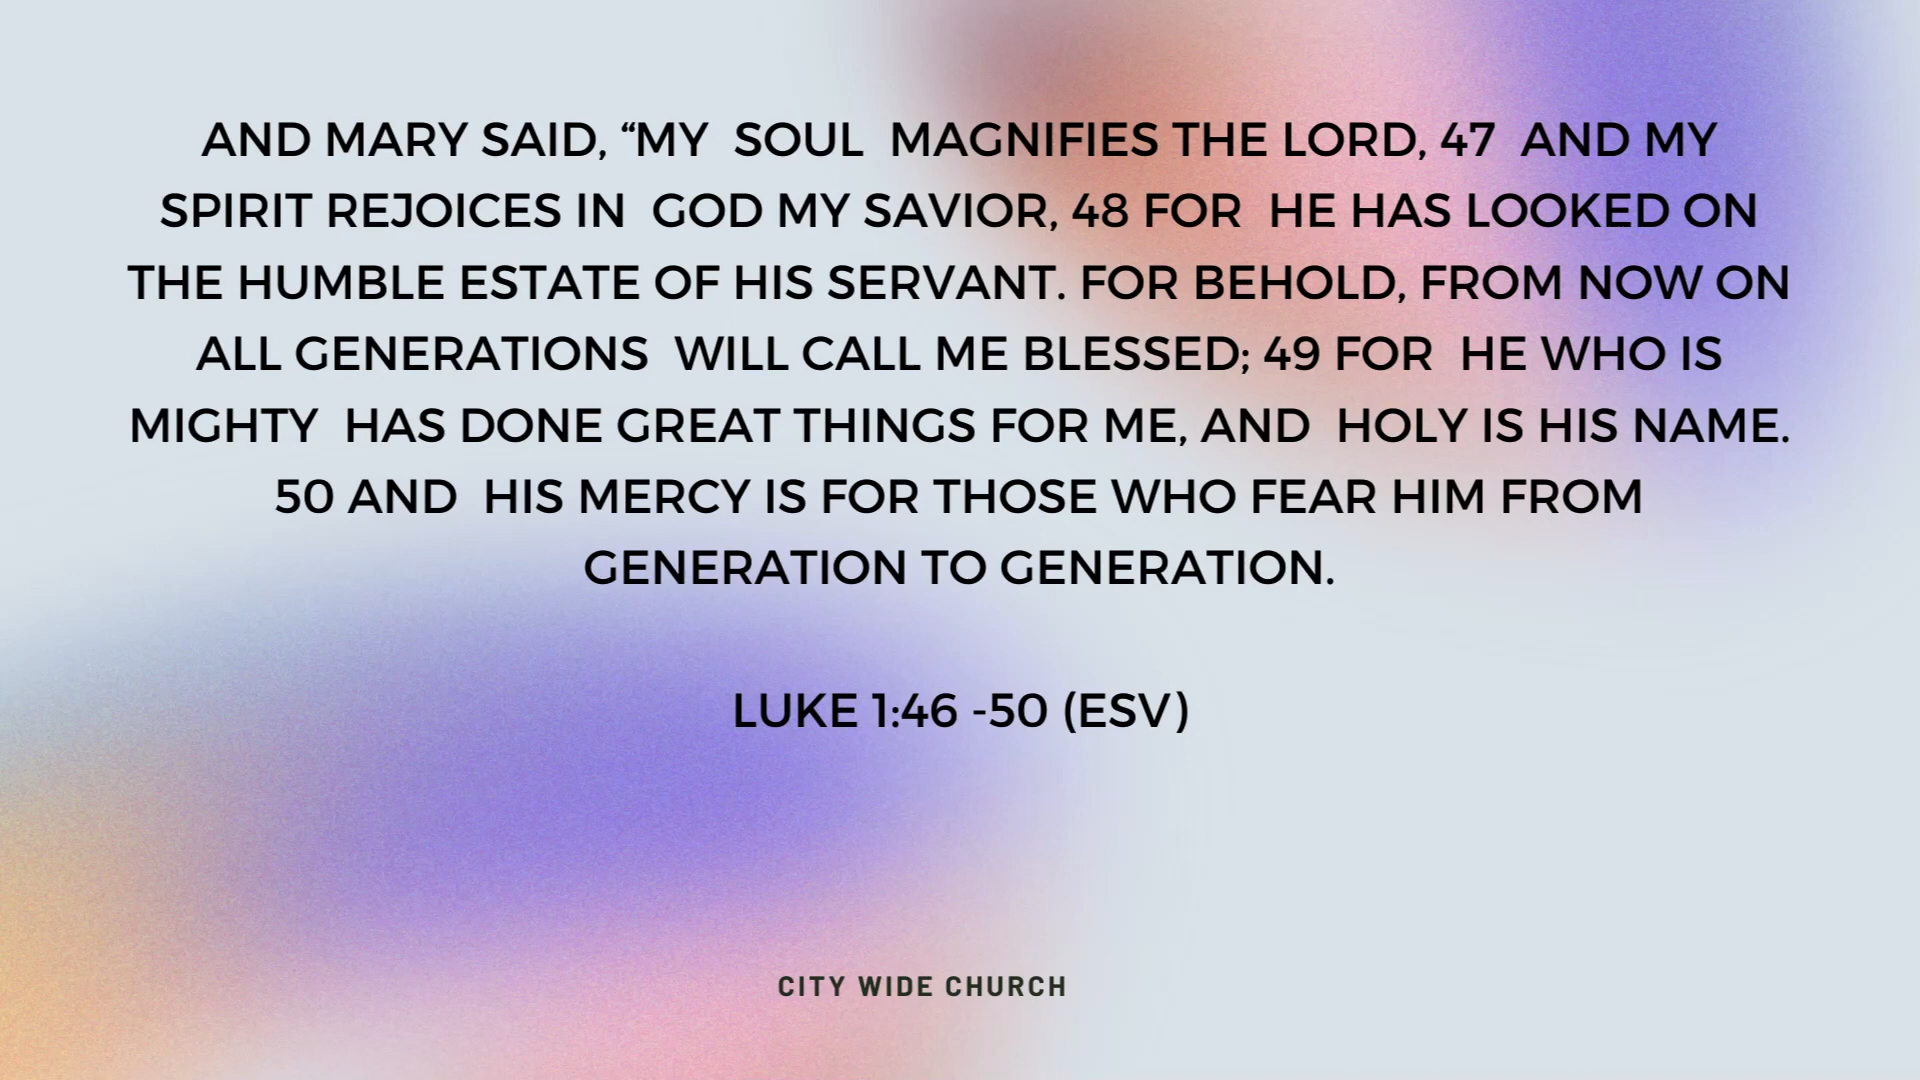 AND MARY SAID, “MY  SOUL  MAGNIFIES THE LORD, 47  AND MY
SPIRIT REJOICES IN  GOD MY SAVIOR, 48 FOR  HE HAS LOOKED ON
THE HUMBLE ESTATE OF HIS SERVANT. FOR BEHOLD, FROM NOW ON
ALL GENERATIONS  WILL CALL ME BLESSED; 49 FOR  HE WHO IS
MIGHTY  HAS DONE GREAT THINGS FOR ME, AND  HOLY IS HIS NAME.
50 AND  HIS MERCY IS FOR THOSE WHO FEAR HIM FROM
GENERATION TO GENERATION.
LUKE 1:46 -50 (ESV)
CITY WIDE CHURCH